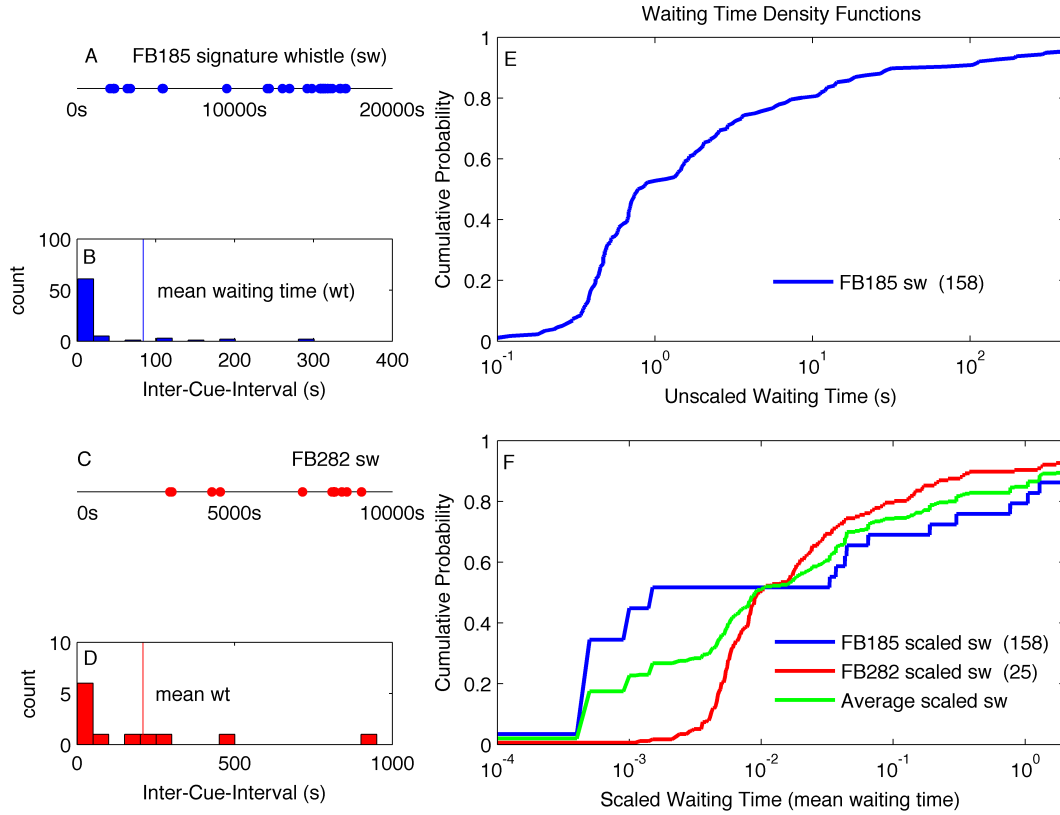 Waiting Time Density Functions
A
FB185 signature whistle (sw)
0s
10000s
20000s
B
mean waiting time (wt)
count
100
50
0
0
100
200
300
400
Inter-Cue-Interval (s)
C
FB282 sw
0s
5000s
10000s
D
mean wt
count
10
5
0
0
500
1000
Inter-Cue-Interval (s)
E
Cumulative Probability
1
0.8
0.6
0.4
0.2
0
FB185 sw (158)
10^-1
10^0
10^1
10^2
Unscaled Waiting Time (s)
F
Cumulative Probability
1
0.8
0.6
0.4
0.2
0
FB185 scaled sw (158)
FB282 scaled sw (25)
Average scaled sw
10^-4
10^-3
10^-2
10^-1
10^0
Scaled Waiting Time (mean waiting time)